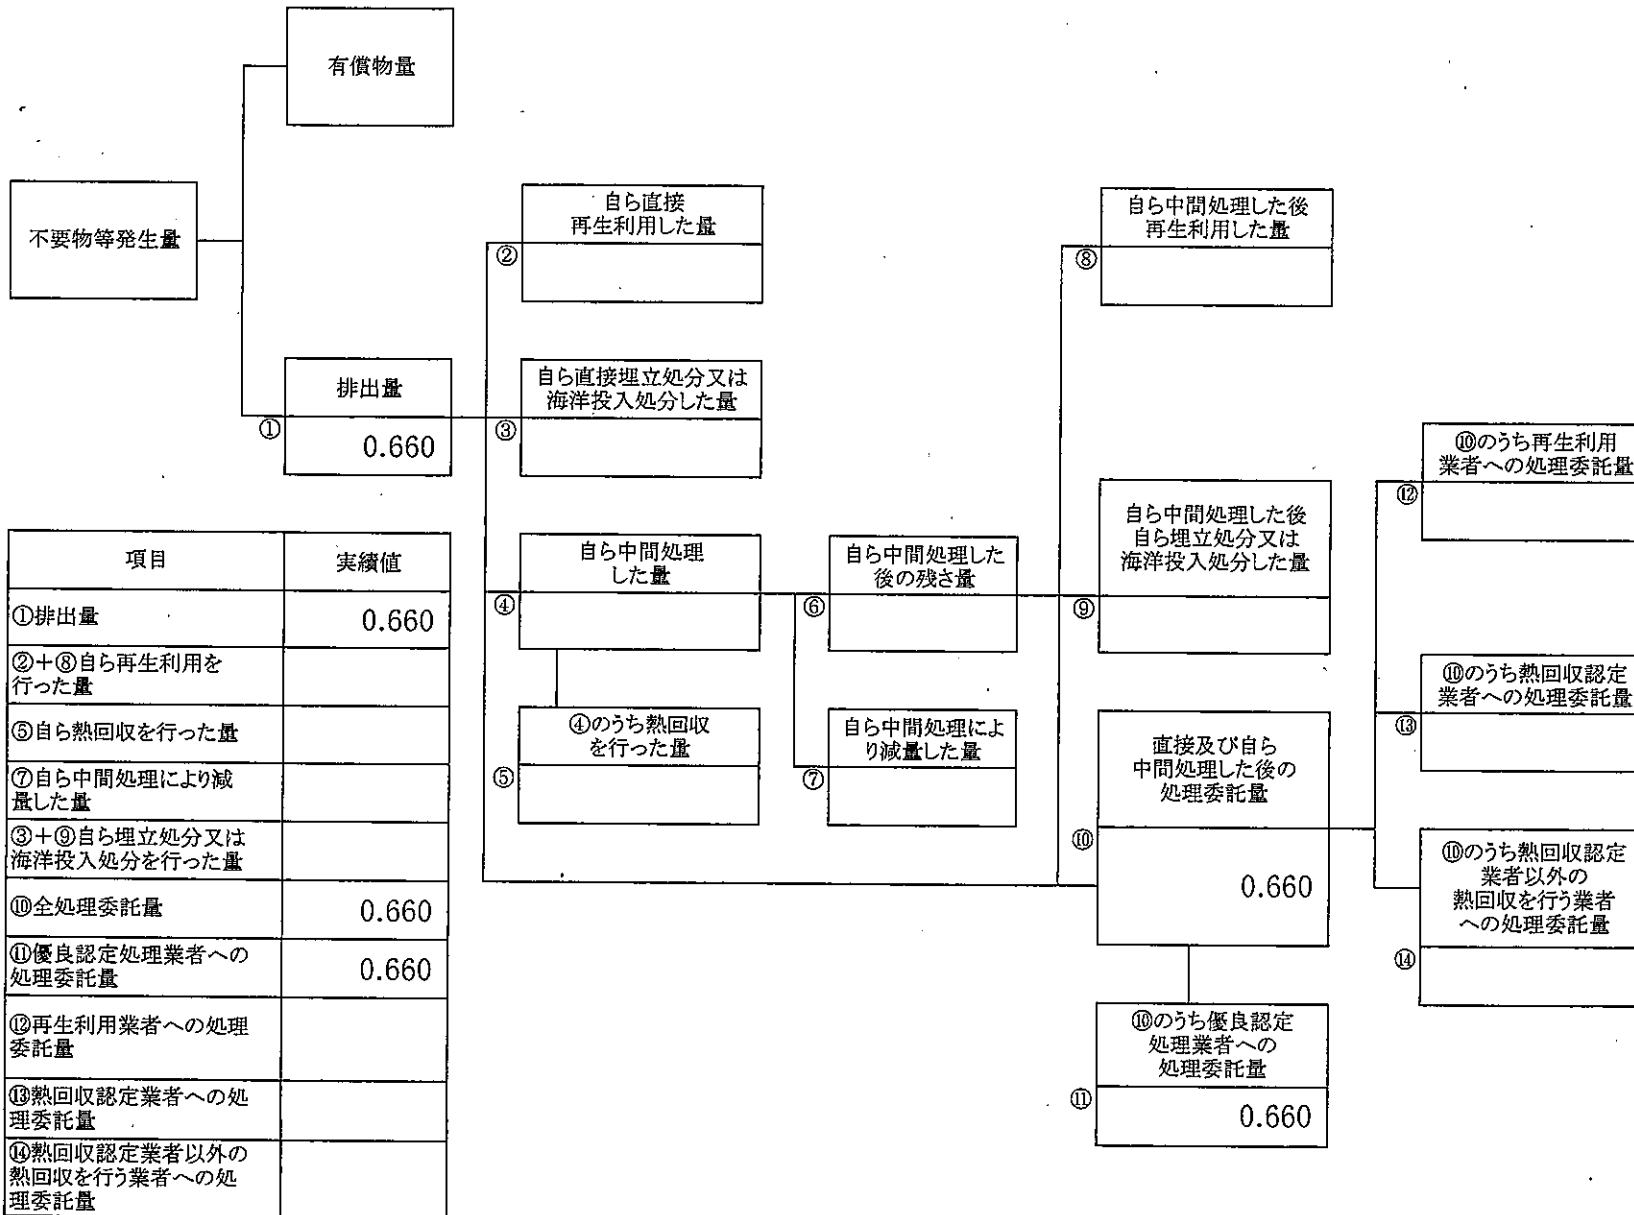 有償物量
不要物等発生量
排出量
①
0.660
自ら直接
再生利用した量
②
自ら直接埋立処分又は
海洋投入処分した量
③
自ら中間処理
した量
④
④のうち熱回収
を行った量
⑤
自ら中間処理した
後の残さ量
⑥
自ら中間処理によ
り減量した量
⑦
自ら中間処理した後
再生利用した量
⑧
自ら中間処理した後
自ら埋立処分又は
海洋投入処分した量
⑨
直接及び自ら
中間処理した後の
処理委託量
⑩
0.660
⑩のうち優良認定
処理業者への
処理委託量
⑪
0.660
⑩のうち再生利用
業者への処理委託量
⑫
⑩のうち熱回収認定
業者への処理委託量
⑬
⑩のうち熱回収認定
業者以外の
熱回収を行う業者
への処理委託量
⑭
項目 実績値
①排出量 0.660
②+⑧自ら再生利用を
行った量
⑤自ら熱回収を行った量
⑦自ら中間処理により減
量した量
③+⑨自ら埋立処分又は
海洋投入処分を行った量
⑩全処理委託量 0.660
⑪優良認定処理業者への
処理委託量 0.660
⑫再生利用業者への処理
委託量
⑬熱回収認定業者への処
理委託量
⑭熱回収認定業者以外の
熱回収を行う業者への処
理委託量